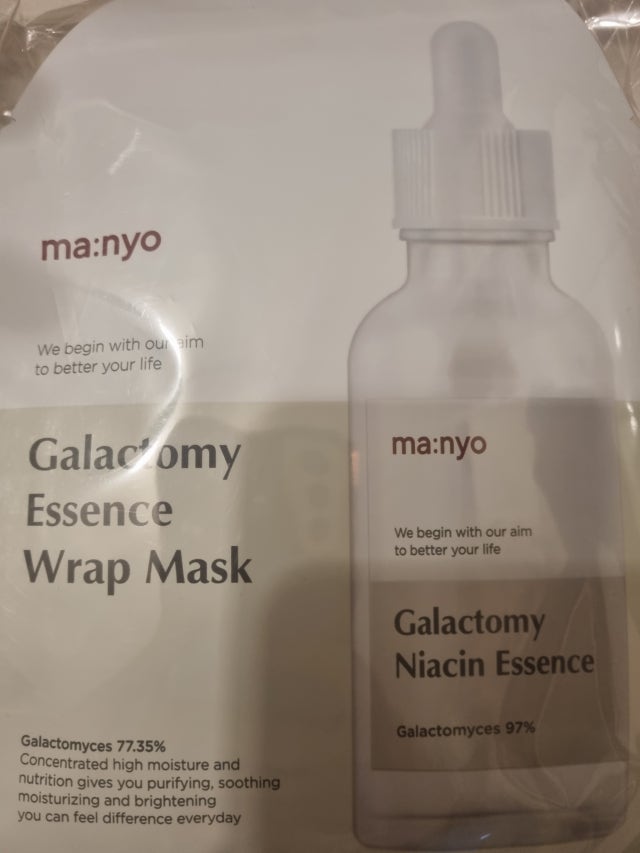 ma:nyo
We begin with our aim
to better your life
Galactomy
Essence
Wrap Mask
Galactomyces 77.35%
Concentrated high moisture and
nutrition gives you purifying, soothing
moisturizing and brightening
you can feel difference everyday
ma:nyo
We begin with our aim
to better your life
Galactomy
Niacin Essence
Galactomyces 97%